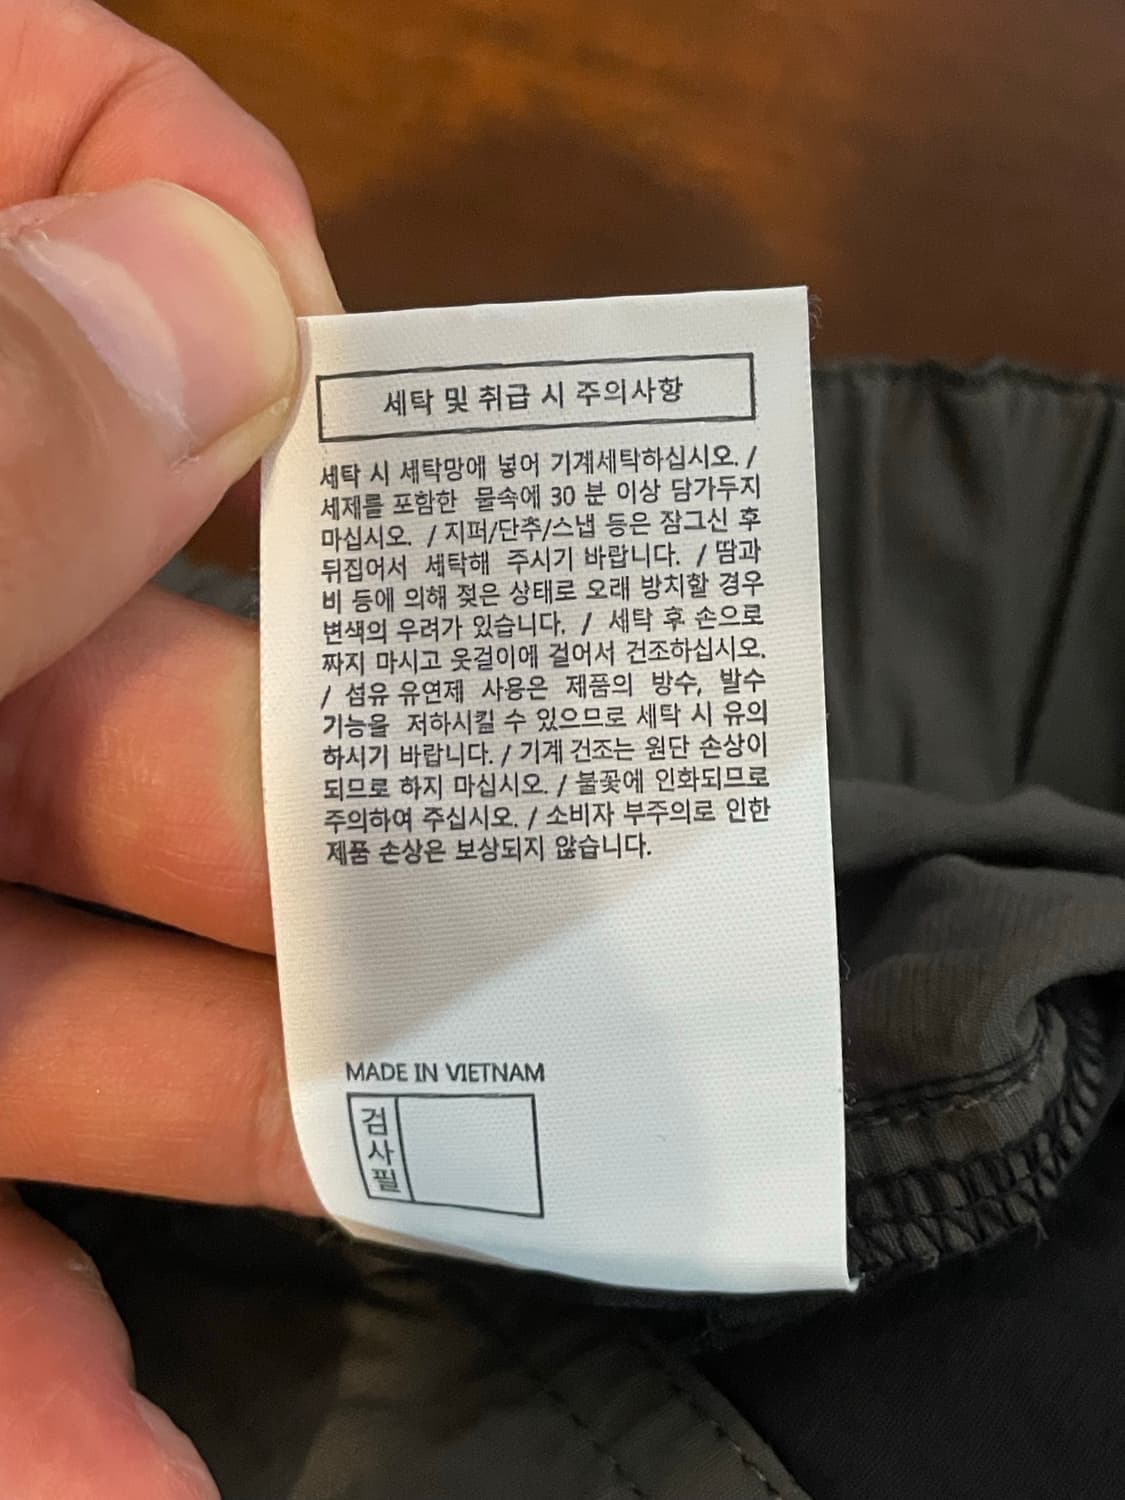 세탁 및 취급 시 주의사항
세탁 시 세탁망에 넣어 기계세탁하십시오. /
세제를 포함한 물속에 30 분 이상 담가두지
마십시오. / 지퍼/단추/스냅 등은 잠그신 후
뒤집어서 세탁해 주시기 바랍니다. / 땀과
비 등에 의해 젖은 상태로 오래 방치할 경우
변색의 우려가 있습니다. / 세탁 후 손으로
짜지 마시고 옷걸이에 걸어서 건조하십시오.
/ 섬유 유연제 사용은 제품의 방수, 발수
기능을 저하시킬 수 있으므로 세탁 시 유의
하시기 바랍니다. / 기계 건조는 원단 손상이
되므로 하지 마십시오. / 불꽃에 인화되므로
주의하여 주십시오. / 소비자 부주의로 인한
제품 손상은 보상되지 않습니다.
MADE IN VIETNAM
검사필